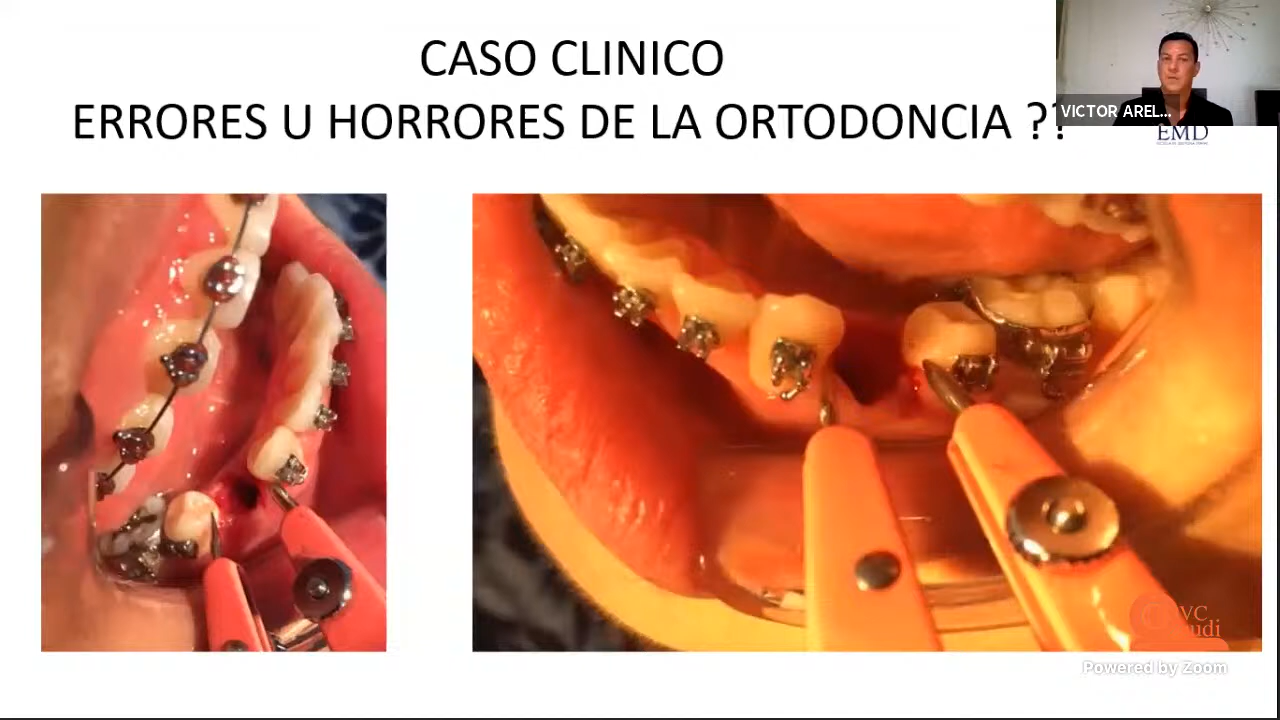 CASO CLINICO
ERRORES U HORRORES DE LA ORTODONCIA ??
VICTOR AREL...
EMD
Powered by Zoom